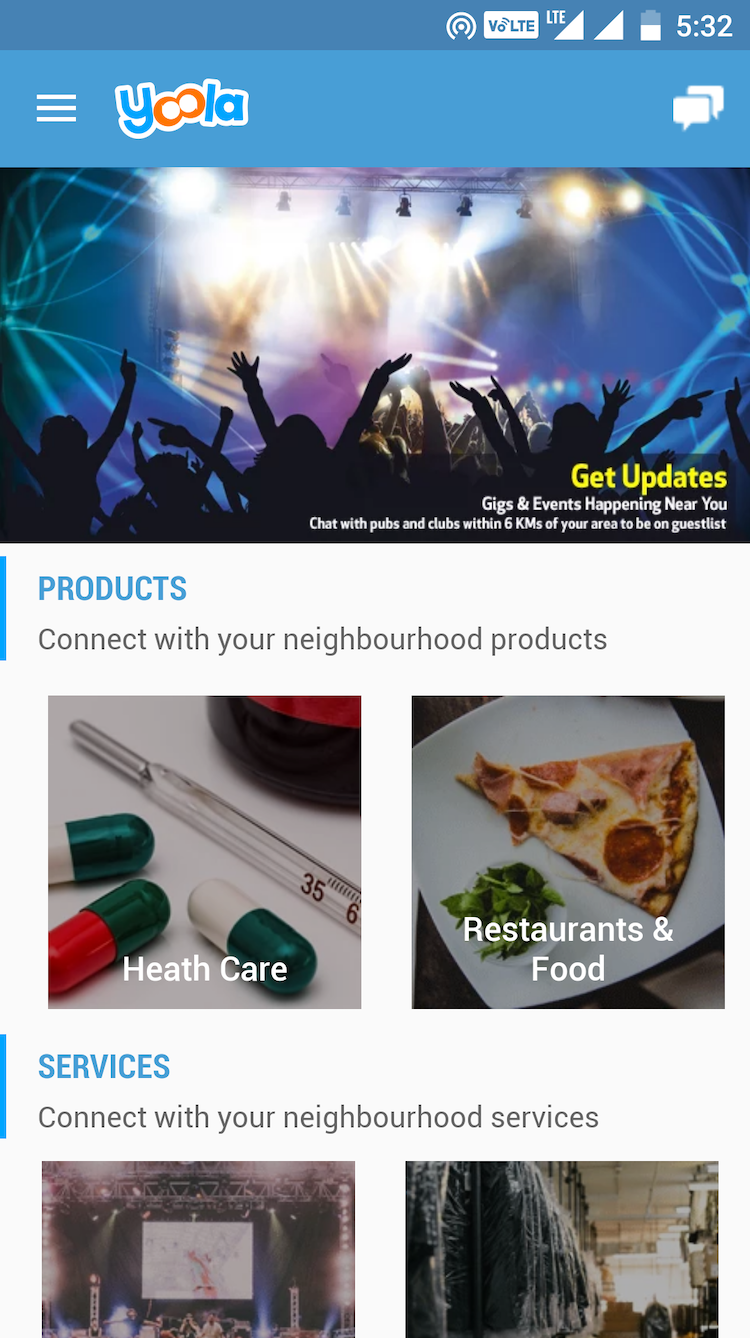 VoLTE LTE 5:32
yoola
Get Updates
Gigs & Events Happening Near You
Chat with pubs and clubs within 6 KMs of your area to be on guestlist
PRODUCTS
Connect with your neighbourhood products
35
6
Heath Care
Restaurants &
Food
SERVICES
Connect with your neighbourhood services